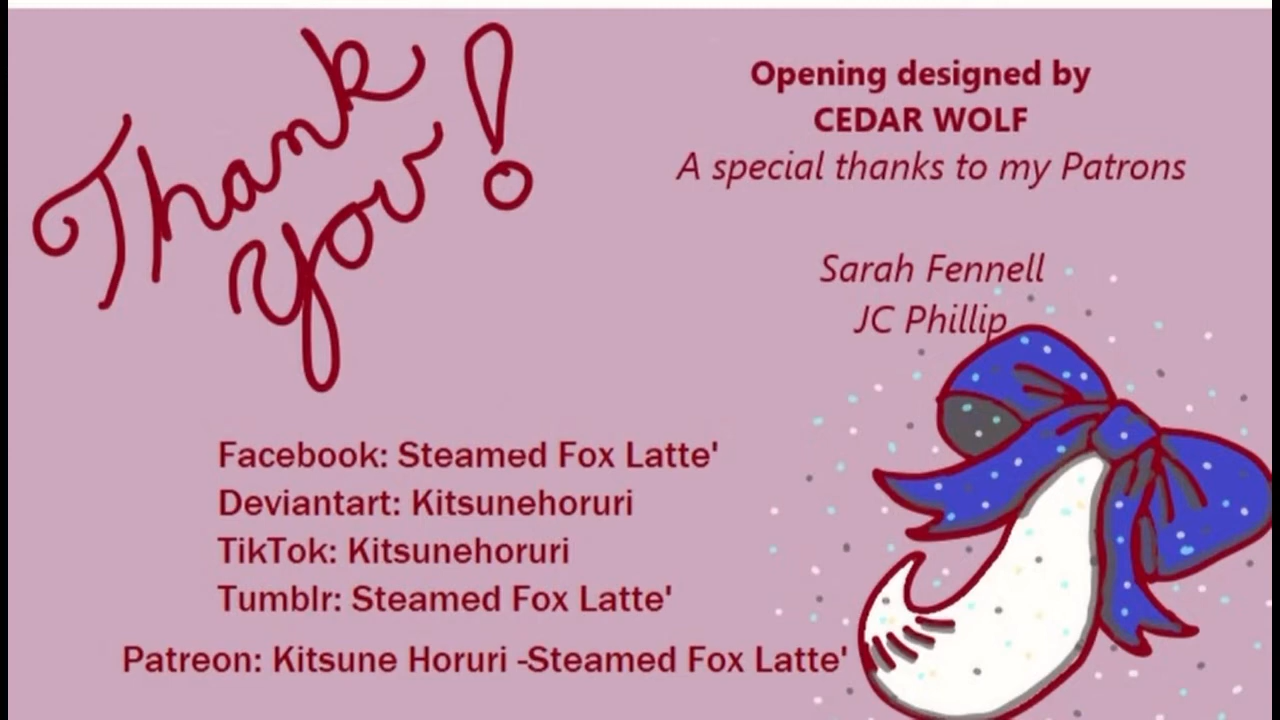 Thank
You!
Opening designed by
CEDAR WOLF
A special thanks to my Patrons
Sarah Fennell
JC Phillip
Facebook: Steamed Fox Latte'
Deviantart: Kitsunehoruri
TikTok: Kitsunehoruri
Tumblr: Steamed Fox Latte'
Patreon: Kitsune Horuri -Steamed Fox Latte'